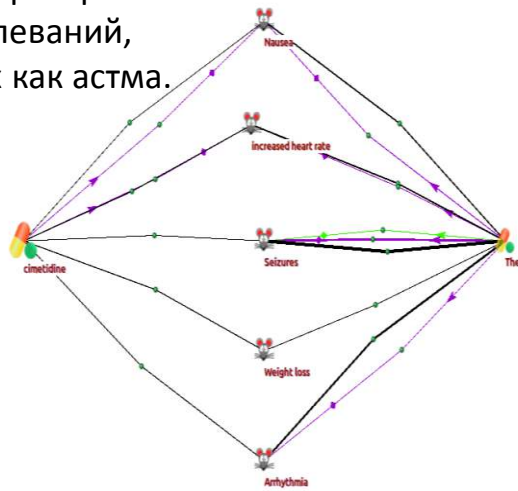 леваний,
как астма.
Nausea
increased heart rate
cimetidine
Seizures
The
Weight loss
Arrhythmia